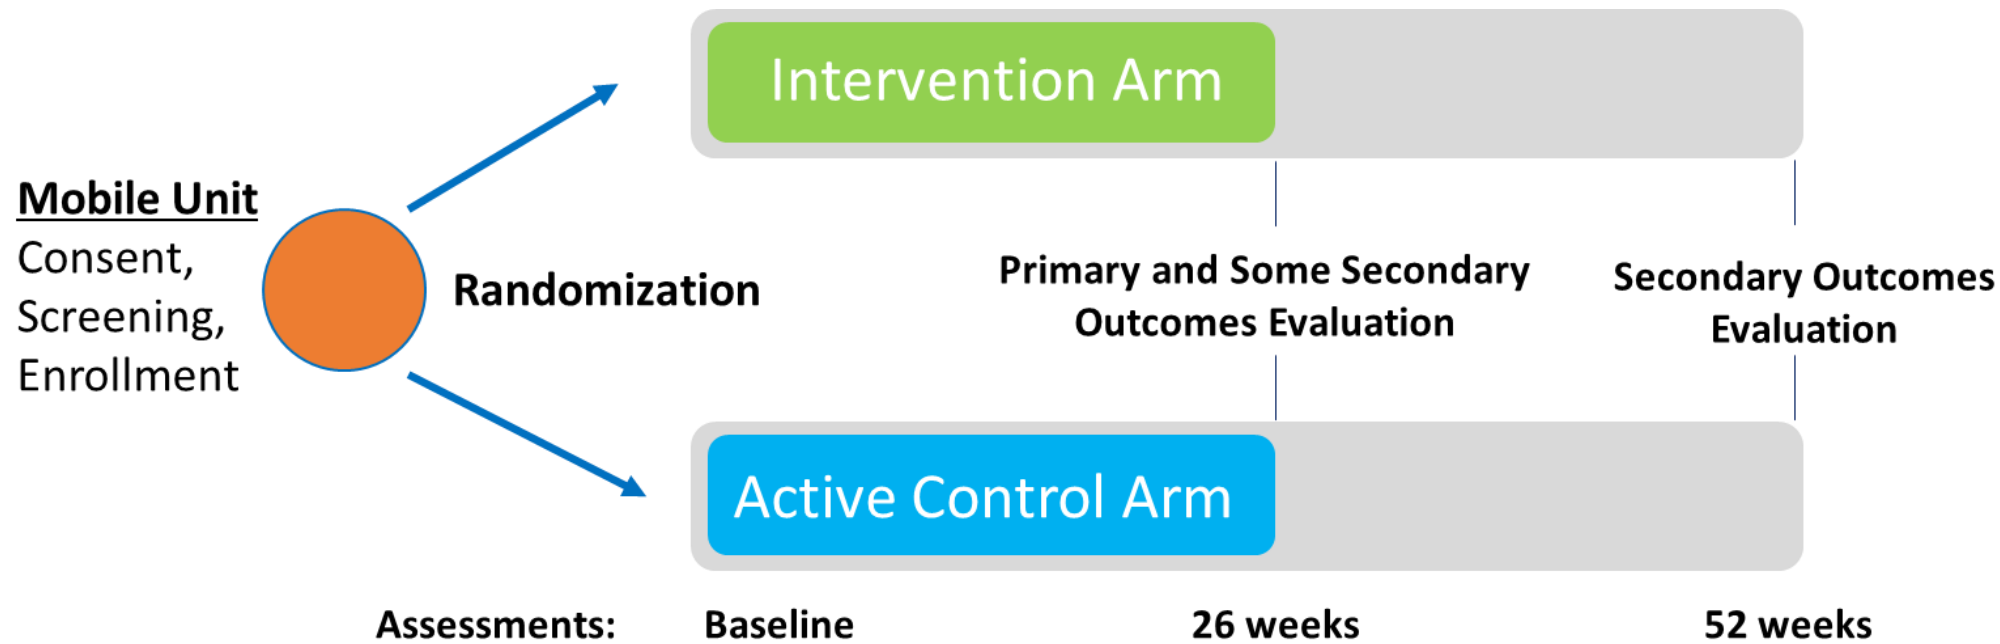 Mobile Unit
Consent,
Screening,
Enrollment
Randomization
Intervention Arm
Primary and Some Secondary
Outcomes Evaluation
Secondary Outcomes
Evaluation
Active Control Arm
Assessments: Baseline 26 weeks 52 weeks